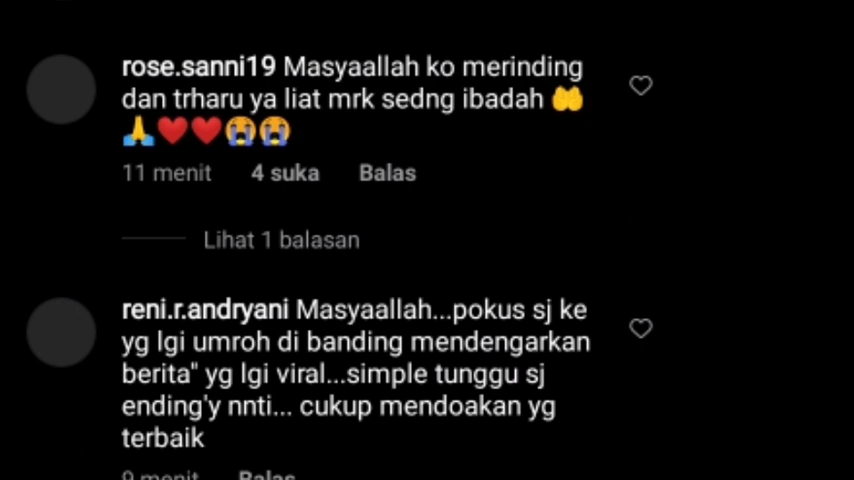 rose.sanni19 Masyaallah ko merinding
dan trharu ya liat mrk sedng ibadah 🤲
🙏❤️❤️😭😭
11 menit 4 suka Balas
Lihat 1 balasan
reni.r.andryani Masyaallah...pokus sj ke
yg lgi umroh di banding mendengarkan
berita" yg lgi viral...simple tunggu sj
ending'y nnti... cukup mendoakan yg
terbaik
9 menit Balas